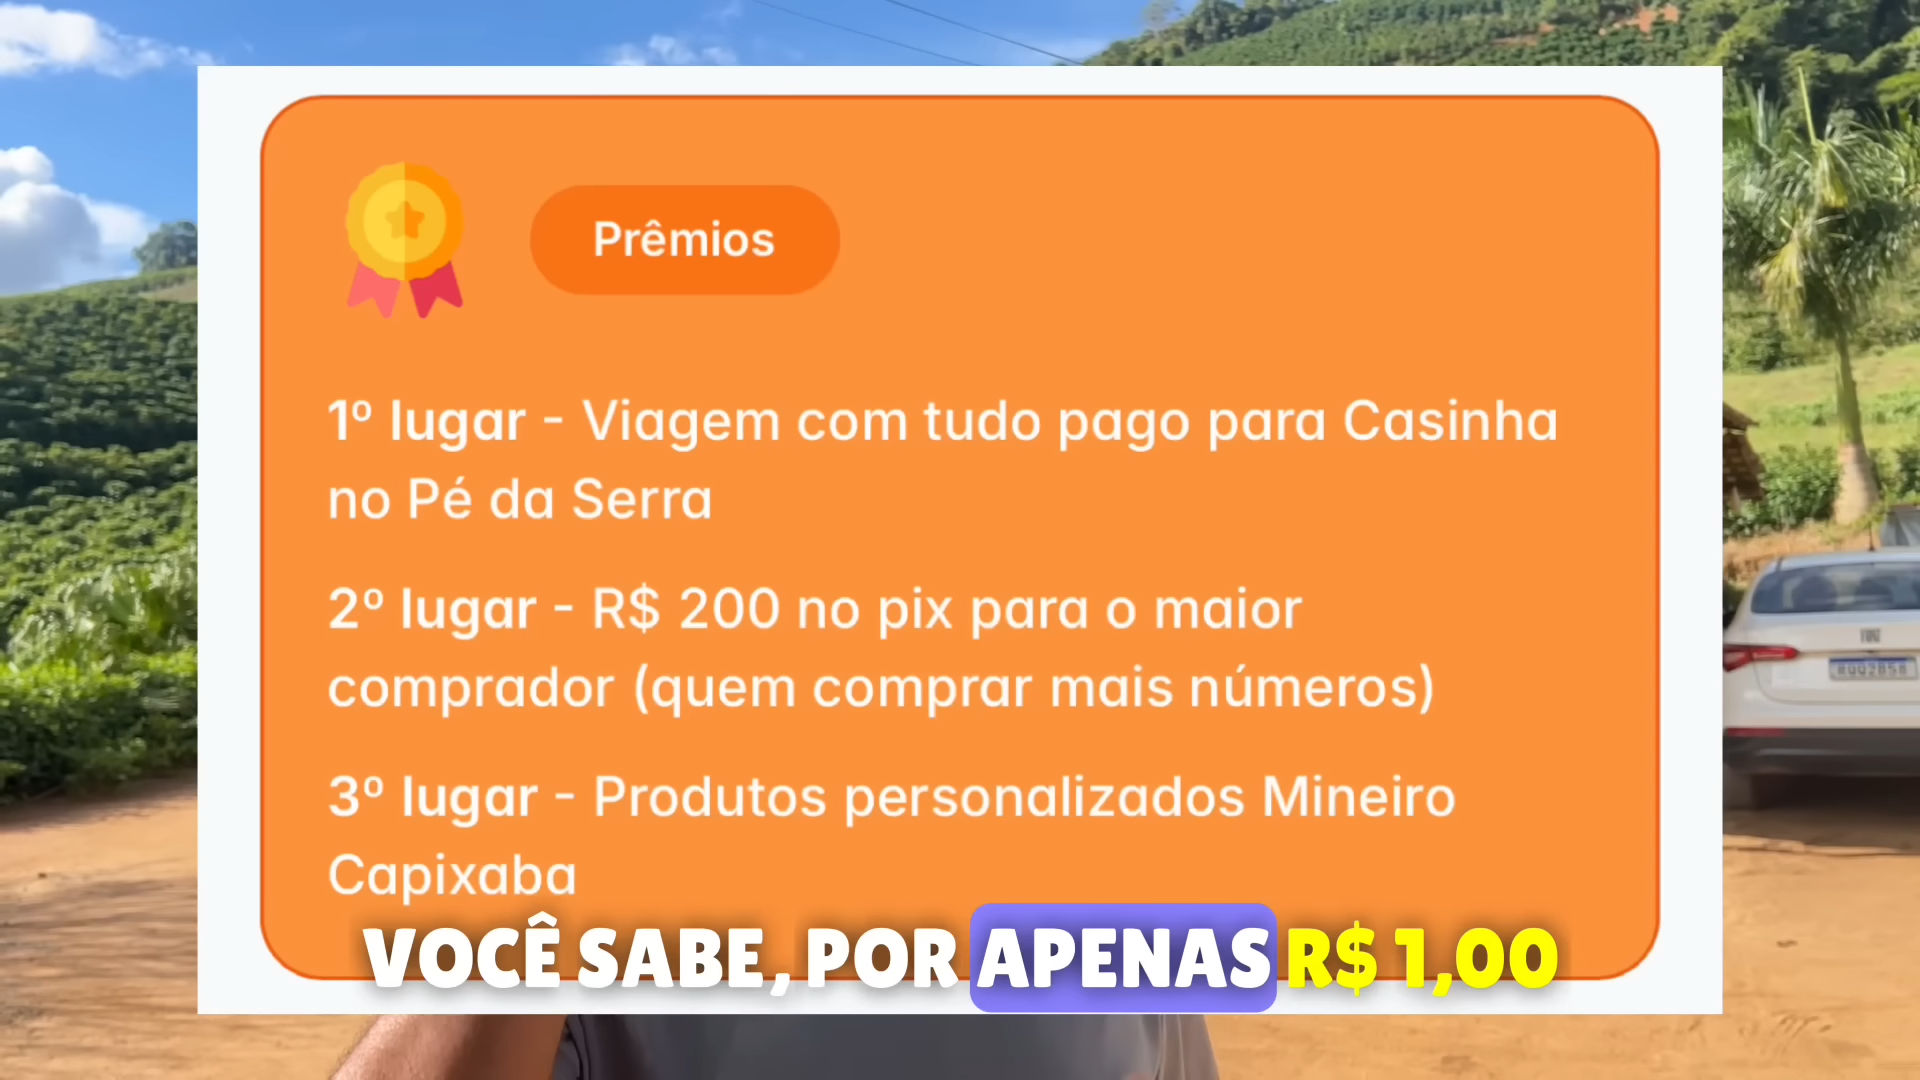 Prêmios
1º lugar - Viagem com tudo pago para Casinha
no Pé da Serra
2º lugar - R$ 200 no pix para o maior
comprador (quem comprar mais números)
3º lugar - Produtos personalizados Mineiro
Capixaba
VOCÊ SABE, POR APENAS R$ 1,00
FIAT